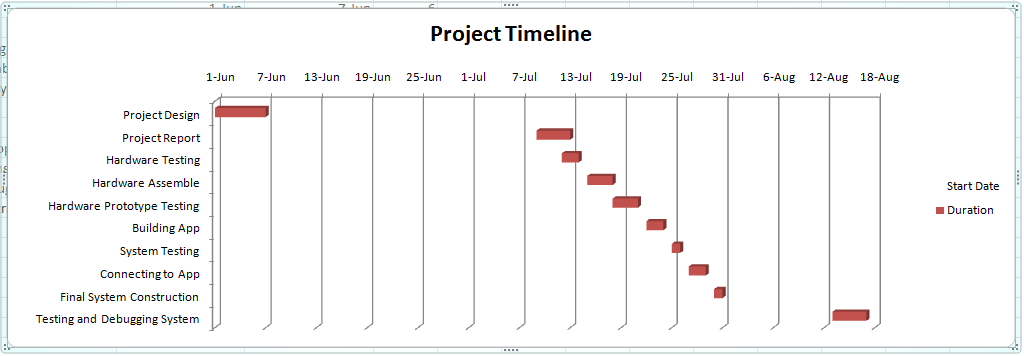 Project Timeline
1-Jun 7-Jun 13-Jun 19-Jun 25-Jun 1-Jul 7-Jul 13-Jul 19-Jul 25-Jul 31-Jul 6-Aug 12-Aug 18-Aug
Project Design
Project Report
Hardware Testing
Hardware Assemble
Start Date
Hardware Prototype Testing
Duration
Building App
System Testing
Connecting to App
Final System Construction
Testing and Debugging System